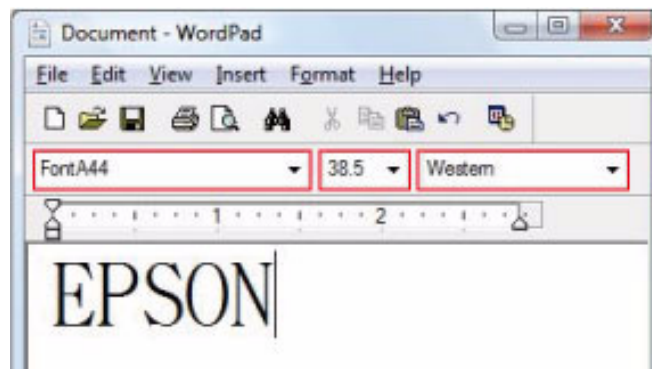 Document - WordPad
File Edit View Insert Format Help
FontA44 38.5 Western
1 2
EPSON